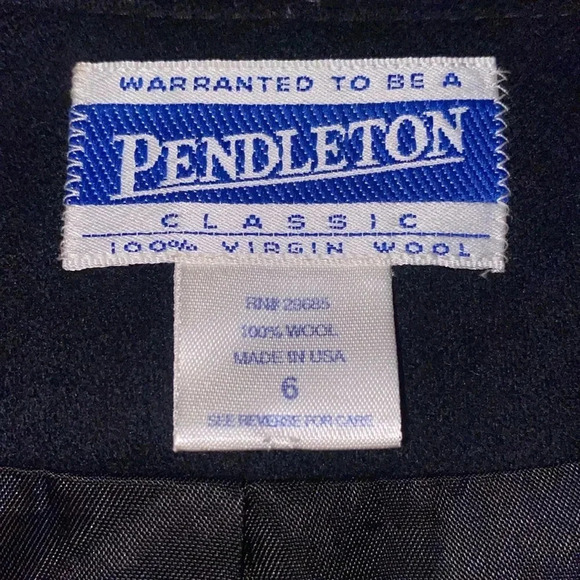 WARRANTED TO BE A
PENDLETON
CLASSIC
100% VIRGIN WOOL
RN# 29685
100% WOOL
MADE IN USA
6
SEE REVERSE FOR CARE